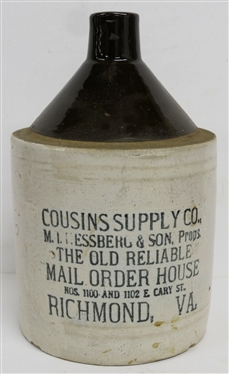 COUSINS SUPPLY CO.,
M. I. HESSBERG & SON, Props.
THE OLD RELIABLE
MAIL ORDER HOUSE
NOS. 1100 AND 1102 E. CARY ST.
RICHMOND, VA.